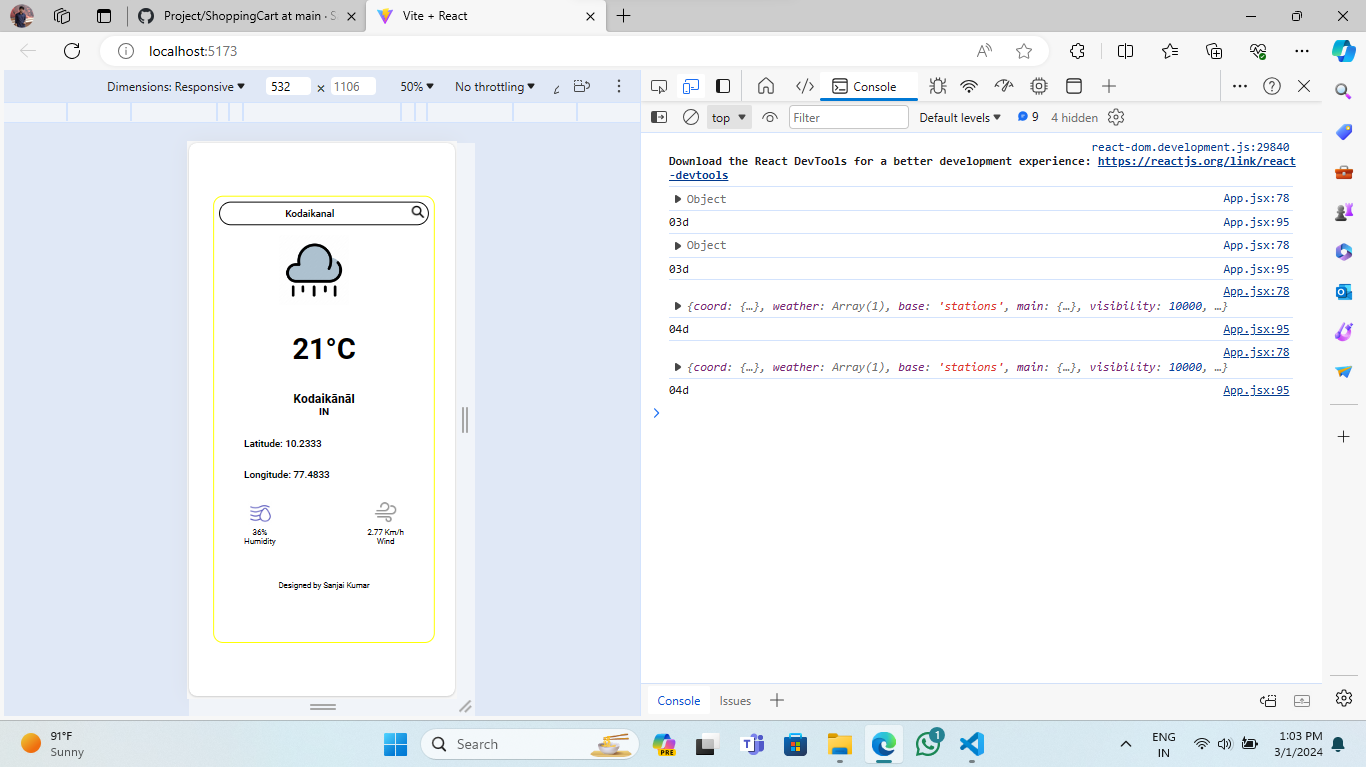 Project/ShoppingCart at main · S
Vite + React
localhost:5173
Dimensions: Responsive 532 × 1106 50% No throttling
Console
top Filter Default levels 9 4 hidden
react-dom.development.js:29840
Download the React DevTools for a better development experience: https://reactjs.org/link/react
-devtools
Object App.jsx:78
03d App.jsx:95
Object App.jsx:78
03d App.jsx:95
App.jsx:78
{coord: {…}, weather: Array(1), base: 'stations', main: {…}, visibility: 10000, …}
04d App.jsx:95
App.jsx:78
{coord: {…}, weather: Array(1), base: 'stations', main: {…}, visibility: 10000, …}
04d App.jsx:95
Kodaikanal
21°C
Kodaikānāl
IN
Latitude: 10.2333
Longitude: 77.4833
36%
Humidity
2.77 Km/h
Wind
Designed by Sanjai Kumar
Console Issues
91°F
Sunny
Search
PRE
1
ENG
IN
1:03 PM
3/1/2024